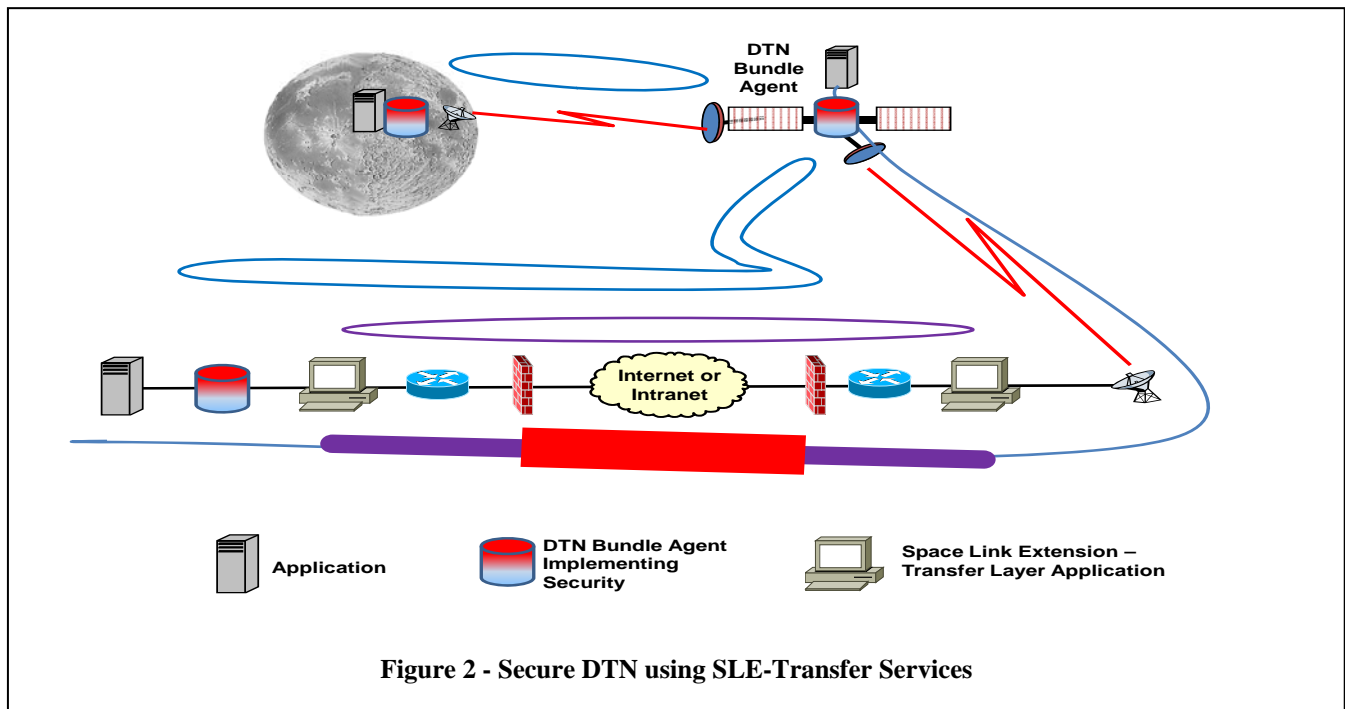 DTN
Bundle
Agent
Internet or
Intranet
Application
DTN Bundle Agent
Implementing
Security
Space Link Extension –
Transfer Layer Application
Figure 2 - Secure DTN using SLE-Transfer Services